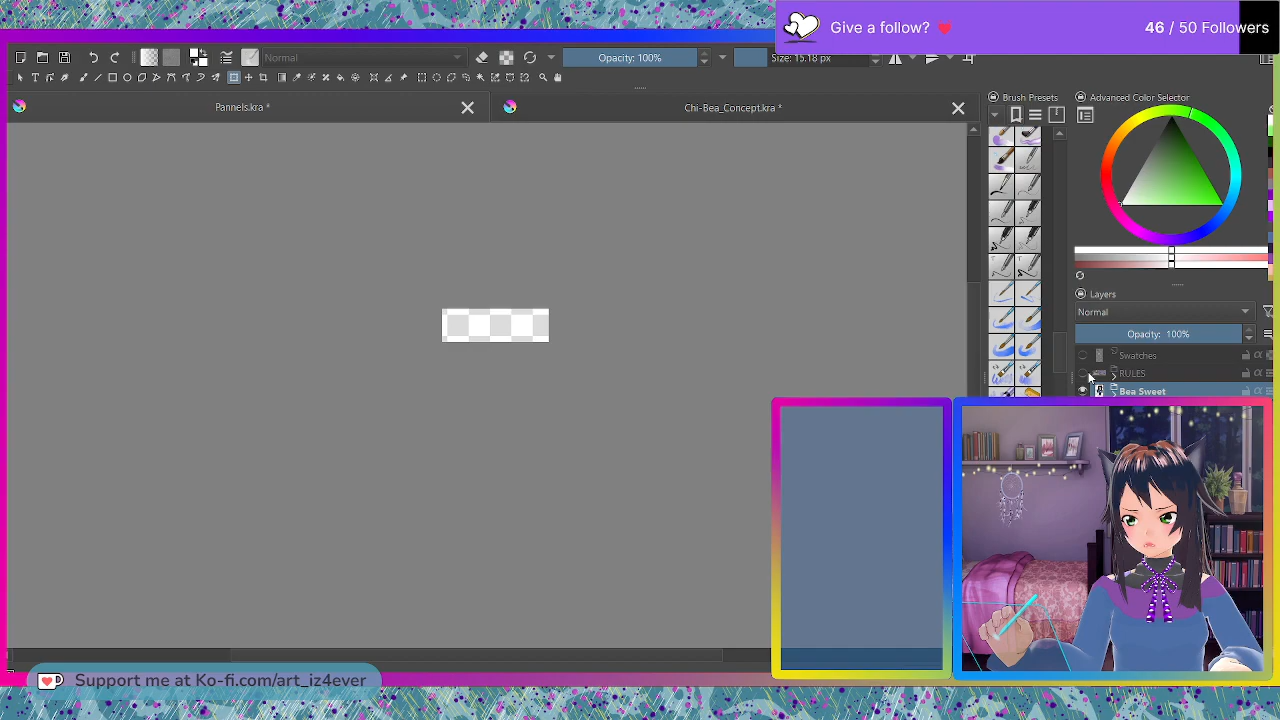 Give a follow? 46 / 50 Followers
Normal
Opacity: 100%
Size: 15.18 px
Pannels.kra *
Chi-Bea_Concept.kra *
Brush Presets
Advanced Color Selector
Layers
Normal
Opacity: 100%
Swatches
RULES
Bea Sweet
Support me at Ko-fi.com/art_iz4ever